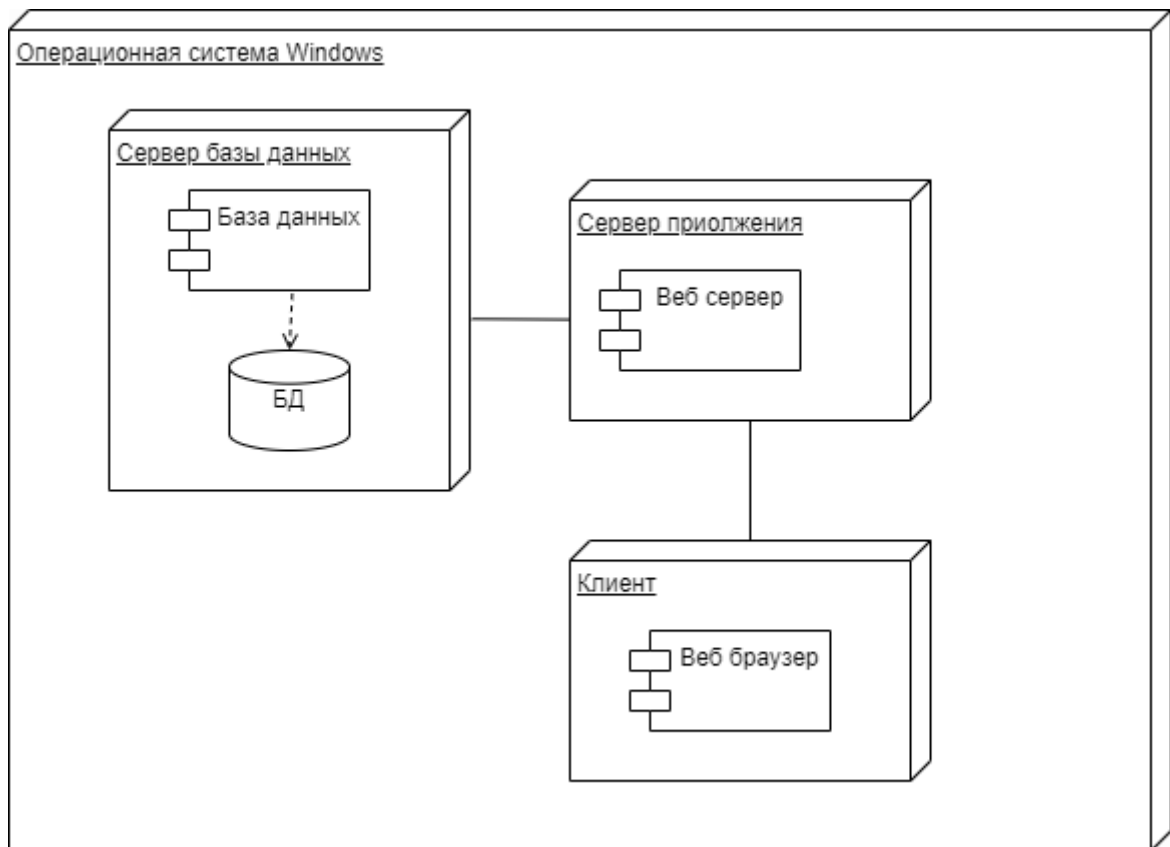 Операционная система Windows
Сервер базы данных
База данных
БД
Сервер приолжения
Веб сервер
Клиент
Веб браузер